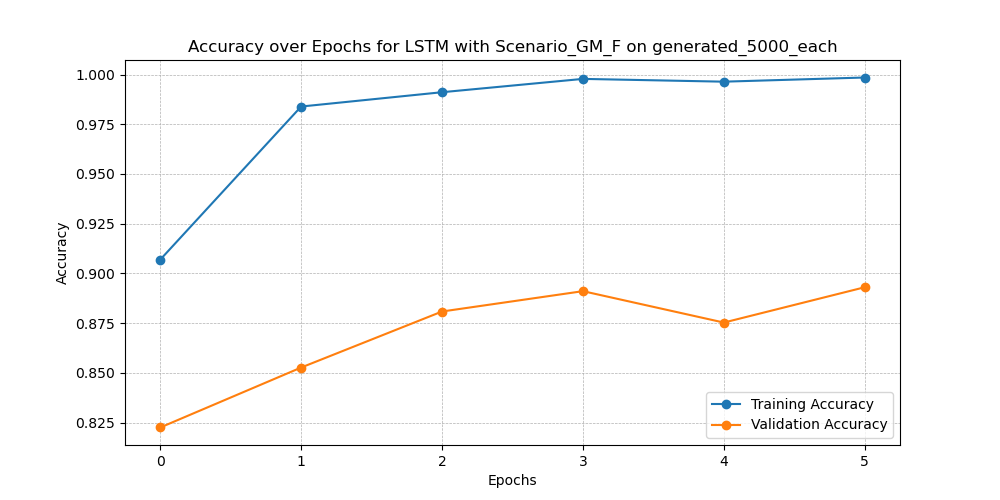 Accuracy over Epochs for LSTM with Scenario_GM_F on generated_5000_each
1.000
0.975
0.950
0.925
0.900
0.875
0.850
0.825
Accuracy
0 1 2 3 4 5
Epochs
Training Accuracy
Validation Accuracy